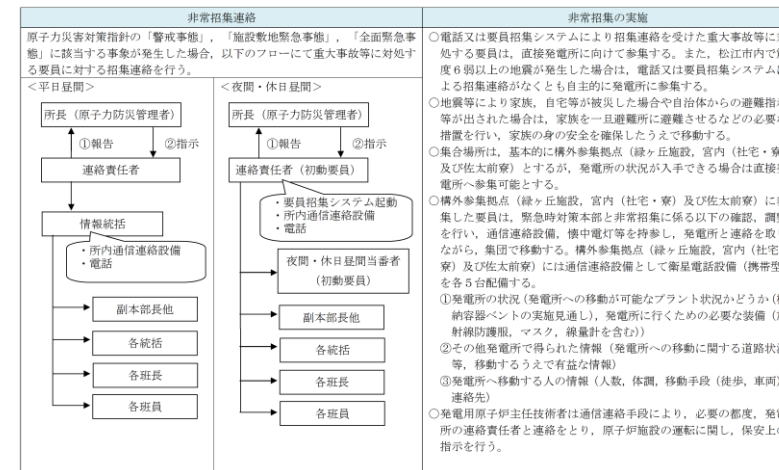 非常招集連絡
原子力災害対策指針の「警戒事態」，「施設敷地緊急事態」，「全面緊急事
態」に該当する事象が発生した場合，以下のフローにて重大事故等に対処す
る要員に対する招集連絡を行う。
＜平日昼間＞
所長（原子力防災管理者）
①報告
②指示
連絡責任者
情報統括
・所内通信連絡設備
・電話
副本部長他
各統括
各班長
各班員
＜夜間・休日昼間＞
所長（原子力防災管理者）
①報告
②指示
連絡責任者（初動要員）
・要員招集システム起動
・所内通信連絡設備
・電話
夜間・休日昼間当番者
（初動要員）
副本部長他
各統括
各班長
各班員
非常招集の実施
○電話又は要員招集システムにより招集連絡を受けた重大事故等に
処する要員は，直接発電所に向けて参集する。また，松江市内で
度６弱以上の地震が発生した場合は，電話又は要員招集システムに
よる招集連絡がなくとも自主的に発電所に参集する。
○地震等により家族，自宅等が被災した場合や自治体からの避難指
等が出された場合は，家族を一旦避難所に避難させるなどの必要な
措置を行い，家族の身の安全を確保したうえで移動する。
○集合場所は，基本的に構外参集拠点（緑ヶ丘施設，宮内（社宅・寮
及び佐太前寮）とするが，発電所の状況が入手できる場合は直接
電所へ参集可能とする。
○構外参集拠点（緑ヶ丘施設，宮内（社宅・寮）及び佐太前寮）に
集した要員は，緊急時対策本部と非常招集に係る以下の確認，調
を行い，通信連絡設備，懐中電灯等を持参し，発電所と連絡を取り
ながら，集団で移動する。構外参集拠点（緑ヶ丘施設，宮内（社宅
寮）及び佐太前寮）には通信連絡設備として衛星電話設備（携帯型
を各５台配備する。
①発電所の状況（発電所への移動が可能なプラント状況かどうか（
納容器ベントの実施見通し），発電所に行くための必要な装備（
射線防護服，マスク，線量計を含む））
②その他発電所で得られた情報（発電所への移動に関する道路状
等，移動するうえで有益な情報）
③発電所へ移動する人の情報（人数，体調，移動手段（徒歩，車両）
連絡先）
○発電用原子炉主任技術者は通信連絡手段により，必要の都度，発
所の連絡責任者と連絡をとり，原子炉施設の運転に関し，保安上の
指示を行う。